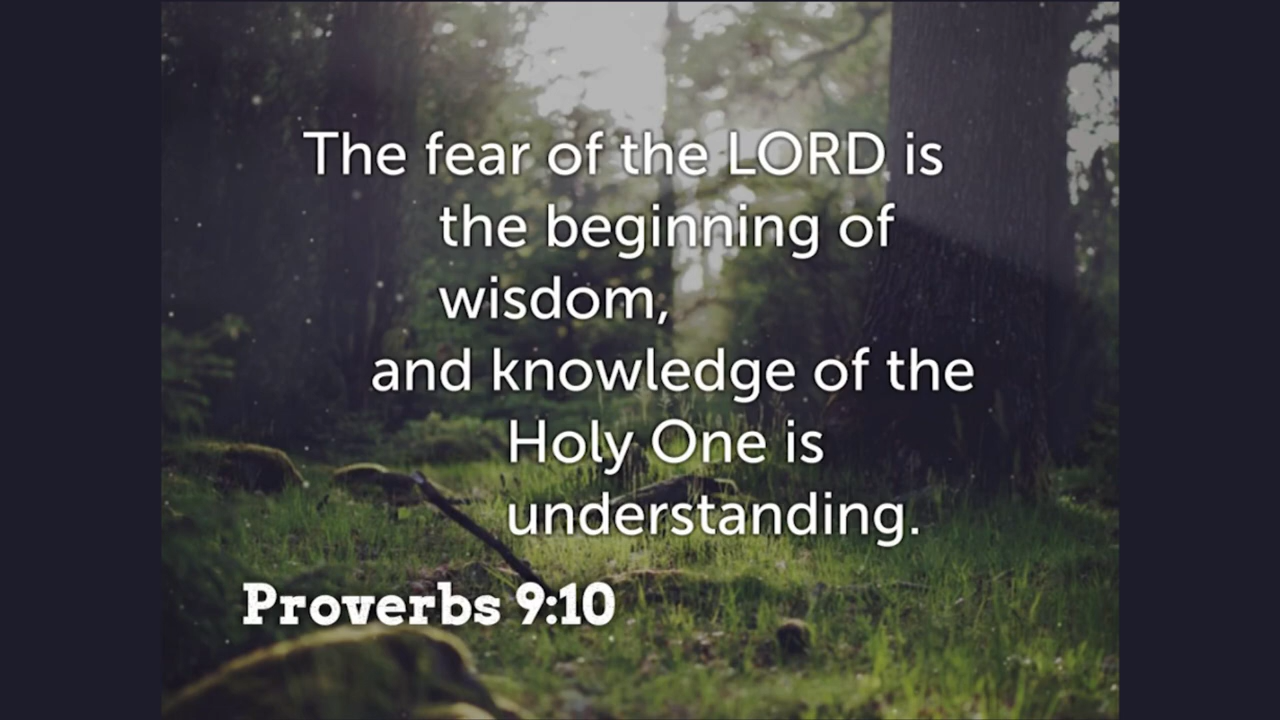 The fear of the LORD is
the beginning of
wisdom,
and knowledge of the
Holy One is
understanding.
Proverbs 9:10